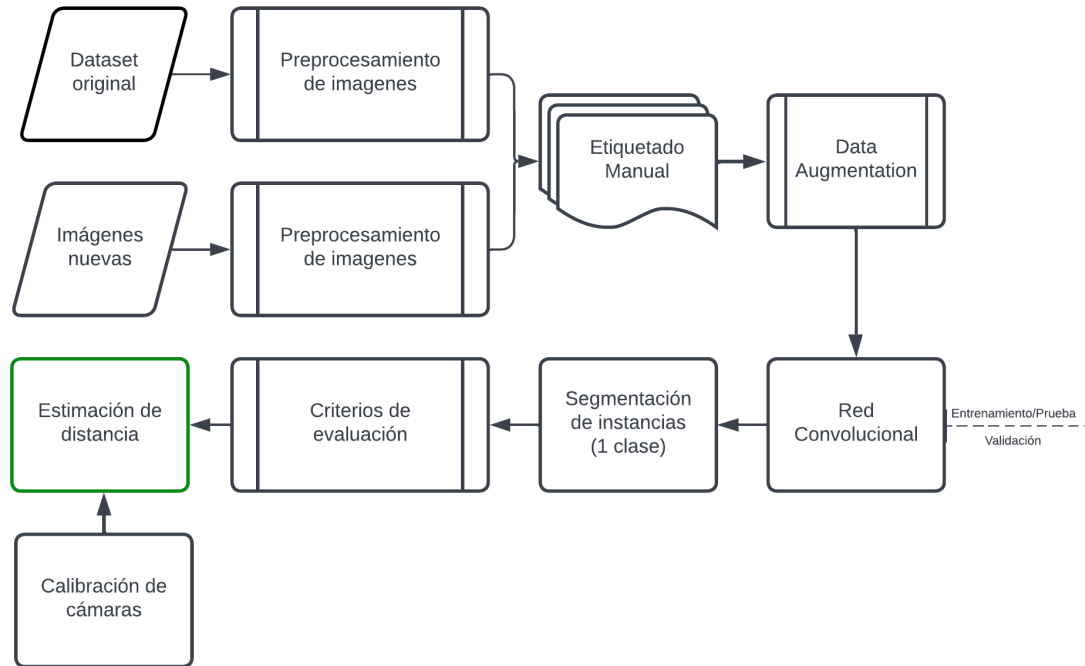 Dataset
original
Preprocesamiento
de imagenes
Etiquetado
Manual
Data
Augmentation
Imágenes
nuevas
Preprocesamiento
de imagenes
Estimación de
distancia
Criterios de
evaluación
Segmentación
de instancias
(1 clase)
Red
Convolucional
Entrenamiento/Prueba
Validación
Calibración de
cámaras